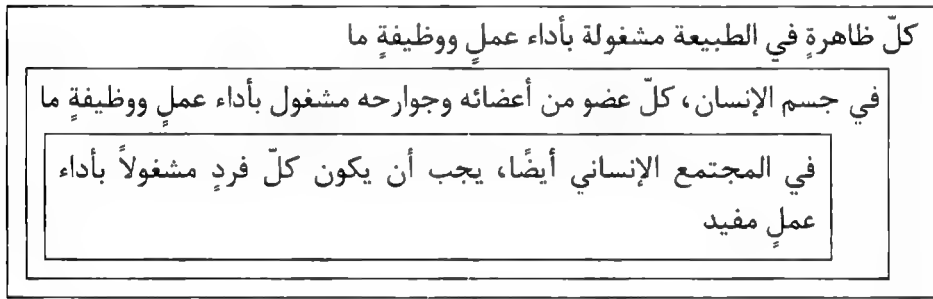 كلّ ظاهرةٍ في الطبيعة مشغولة بأداء عملٍ ووظيفةٍ ما
في جسم الإنسان، كلّ عضو من أعضائه وجوارحه مشغول بأداء عملٍ ووظيفةٍ ما
في المجتمع الإنساني أيضًا، يجب أن يكون كلّ فردٍ مشغولاً بأداء
عملٍ مفيد